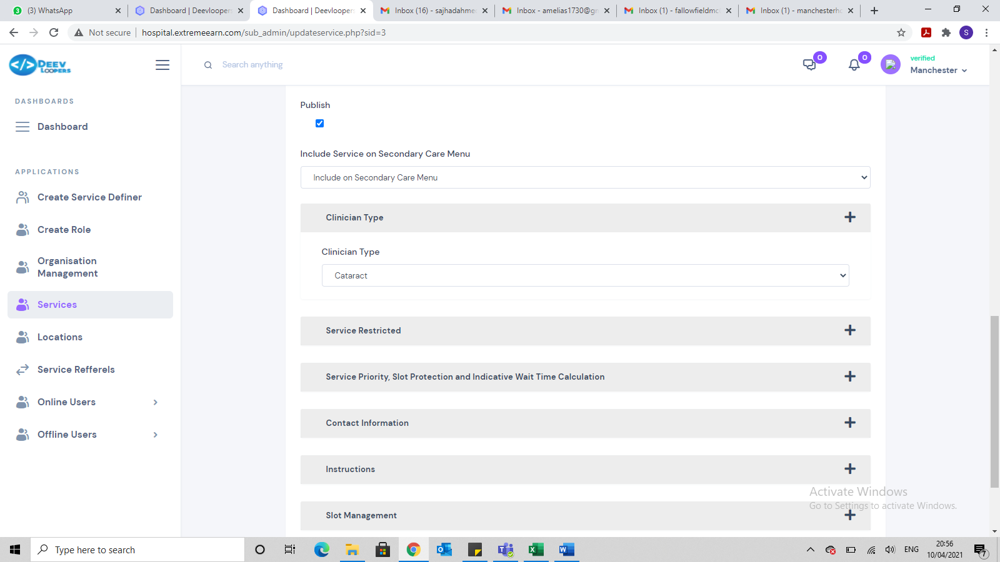 (3) WhatsApp
Dashboard | Deevloopers
Dashboard | Deevloopers
Inbox (16) - sajhadahme
Inbox - amelias1730@gm
Inbox (1) - fallowfieldmc
Inbox (1) - manchesterho
Not secure
hospital.extremeearn.com/sub_admin/updateservice.php?sid=3
S
</> DEEV
LOOPERS
Search anything
0
0
verified
Manchester
DASHBOARDS
Dashboard
APPLICATIONS
Create Service Definer
Create Role
Organisation
Management
Services
Locations
Service Refferels
Online Users
Offline Users
Publish
Include Service on Secondary Care Menu
Include on Secondary Care Menu
Clinician Type
Clinician Type
Cataract
Service Restricted
Service Priority, Slot Protection and Indicative Wait Time Calculation
Contact Information
Instructions
Slot Management
Activate Windows
Go to Settings to activate Windows.
Type here to search
ENG
20:56
10/04/2021
7